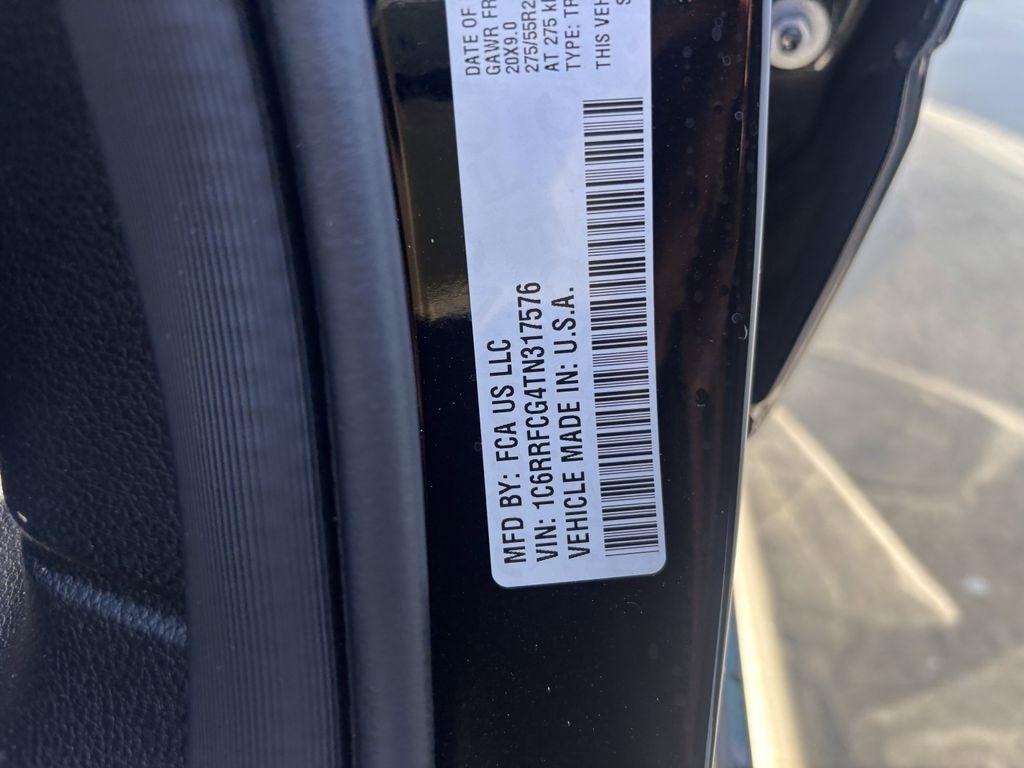 MFD BY: FCA US LLC
VIN: 1C6RRFCG4TN317576
VEHICLE MADE IN: U.S.A.
DATE OF
GAWR FR
20X9.0
275/55R2
AT 275 k
TYPE: TR
THIS VEH